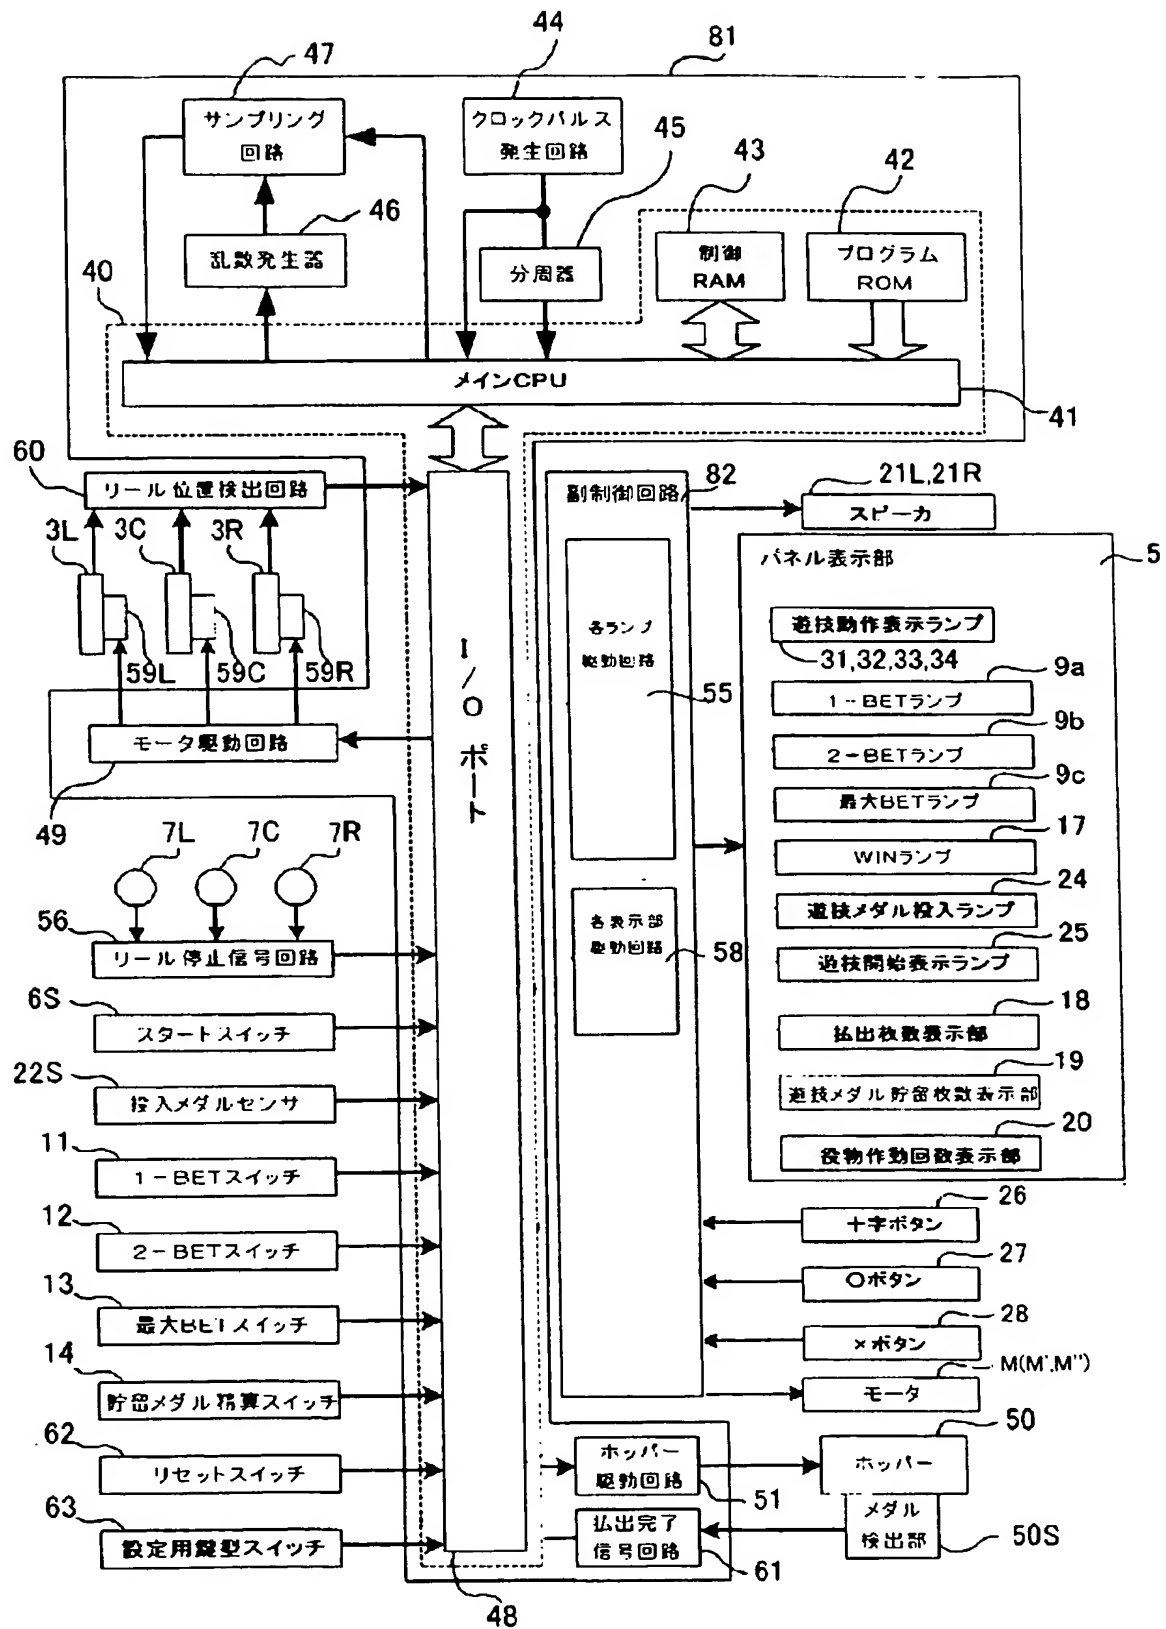 44
81
47
サンプリング
回路
クロックパルス
発生回路
45
43
42
46
乱数発生器
分周器
制御
RAM
プログラム
ROM
40
メインCPU
41
60
リール位置検出回路
3L
3C
3R
59L
59C
59R
モータ駆動回路
49
7L
7C
7R
56
リール停止信号回路
6S
スタートスイッチ
22S
投入メダルセンサ
11
1-BETスイッチ
12
2-BETスイッチ
13
最大BETスイッチ
14
貯留メダル精算スイッチ
62
リセットスイッチ
63
設定用鍵型スイッチ
I/Oポート
48
副制御回路
82
各ランプ
駆動回路
55
各表示部
駆動回路
58
21L,21R
スピーカ
パネル表示部
5
遊技動作表示ランプ
31,32,33,34
9a
1-BETランプ
9b
2-BETランプ
9c
最大BETランプ
17
WINランプ
24
遊技メダル投入ランプ
25
遊技開始表示ランプ
18
払出枚数表示部
19
遊技メダル貯留枚数表示部
20
役物作動回数表示部
26
十字ボタン
27
○ボタン
28
×ボタン
M(M',M'')
モータ
50
ホッパー
駆動回路
51
ホッパー
メダル
検出部
50S
払出完了
信号回路
61